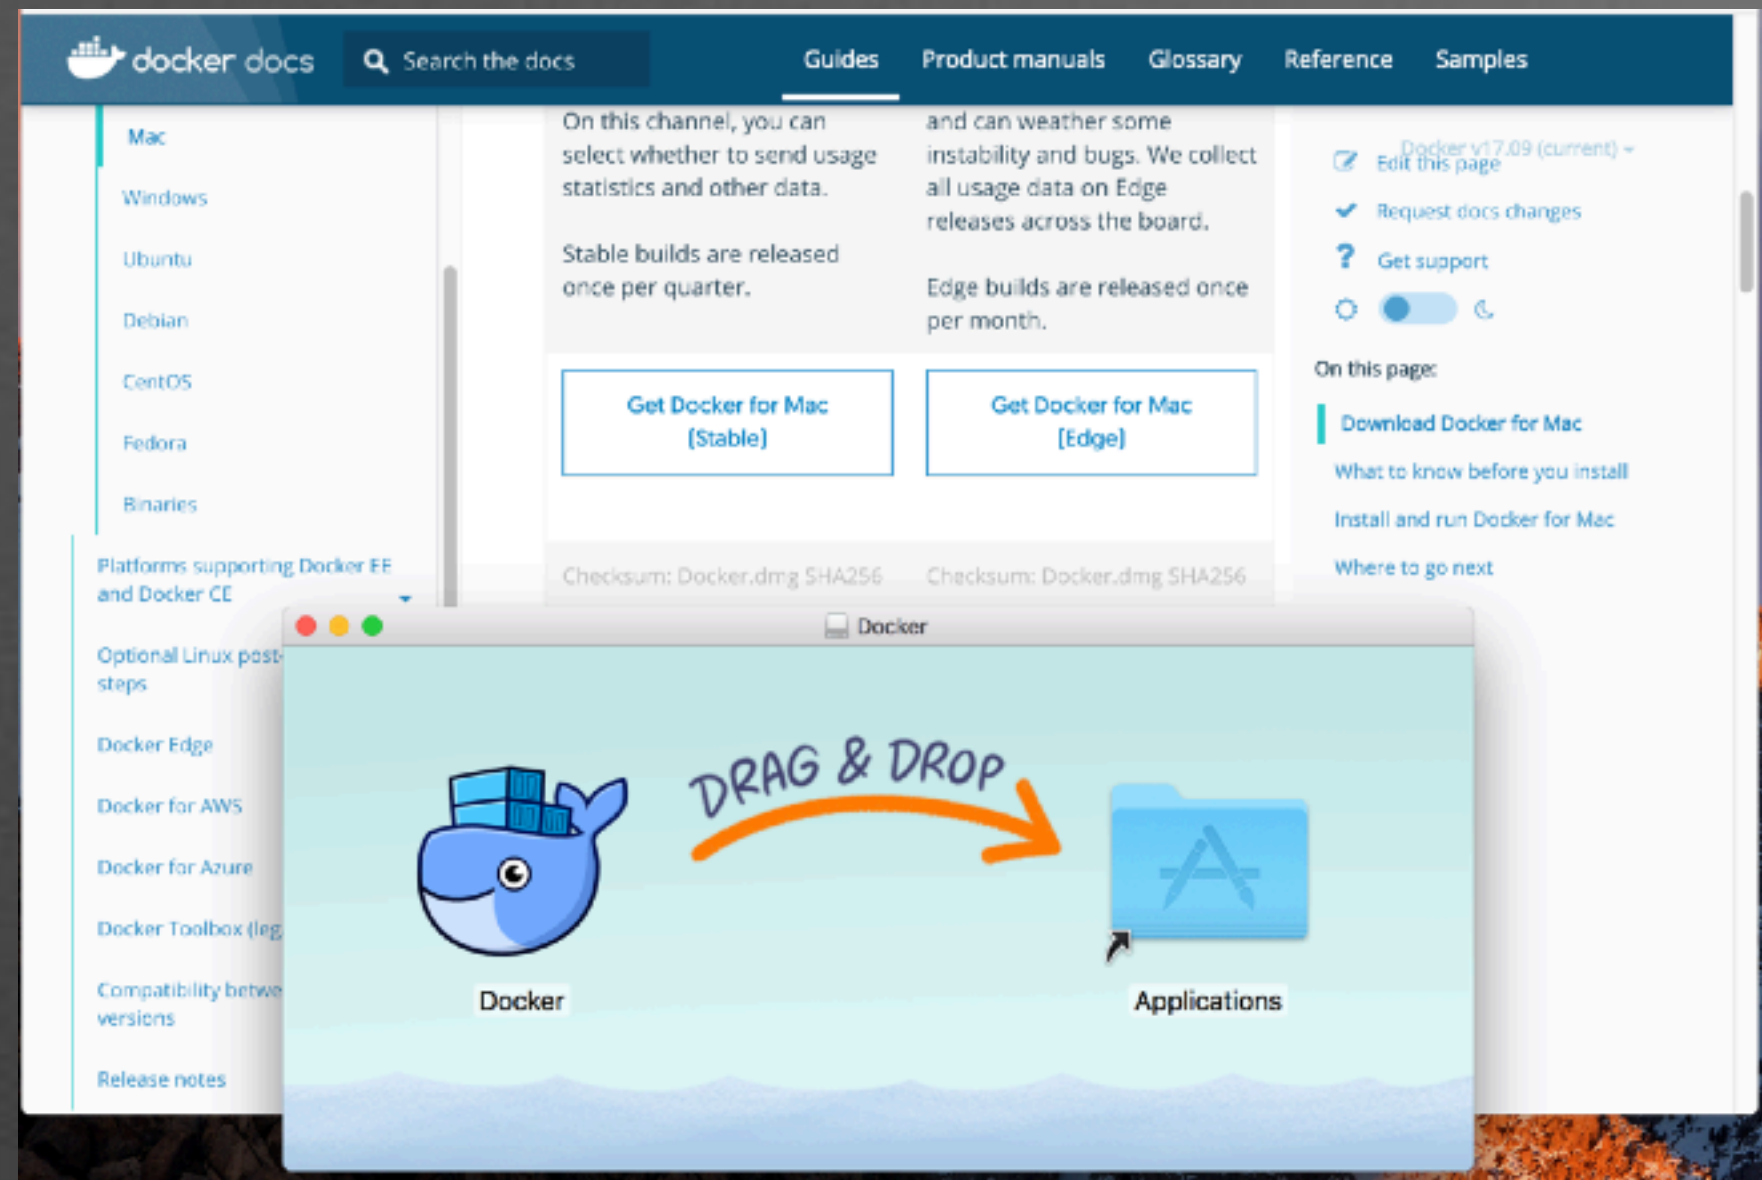 docker docs
Search the docs
Guides
Product manuals
Glossary
Reference
Samples
Mac
Windows
Ubuntu
Debian
CentOS
Fedora
Binaries
Platforms supporting Docker EE
and Docker CE
Optional Linux post-
steps
Docker Edge
Docker for AWS
Docker for Azure
Docker Toolbox (leg
Compatibility betwe
versions
Release notes
On this channel, you can
select whether to send usage
statistics and other data.
Stable builds are released
once per quarter.
and can weather some
instability and bugs. We collect
all usage data on Edge
releases across the board.
Edge builds are released once
per month.
Get Docker for Mac
(Stable)
Get Docker for Mac
(Edge)
Checksum: Docker.dmg SHA256
Checksum: Docker.dmg SHA256
Docker v17.09 (current)
Edit this page
Request docs changes
Get support
On this page:
Download Docker for Mac
What to know before you install
Install and run Docker for Mac
Where to go next
Docker
DRAG & DROP
Docker
Applications